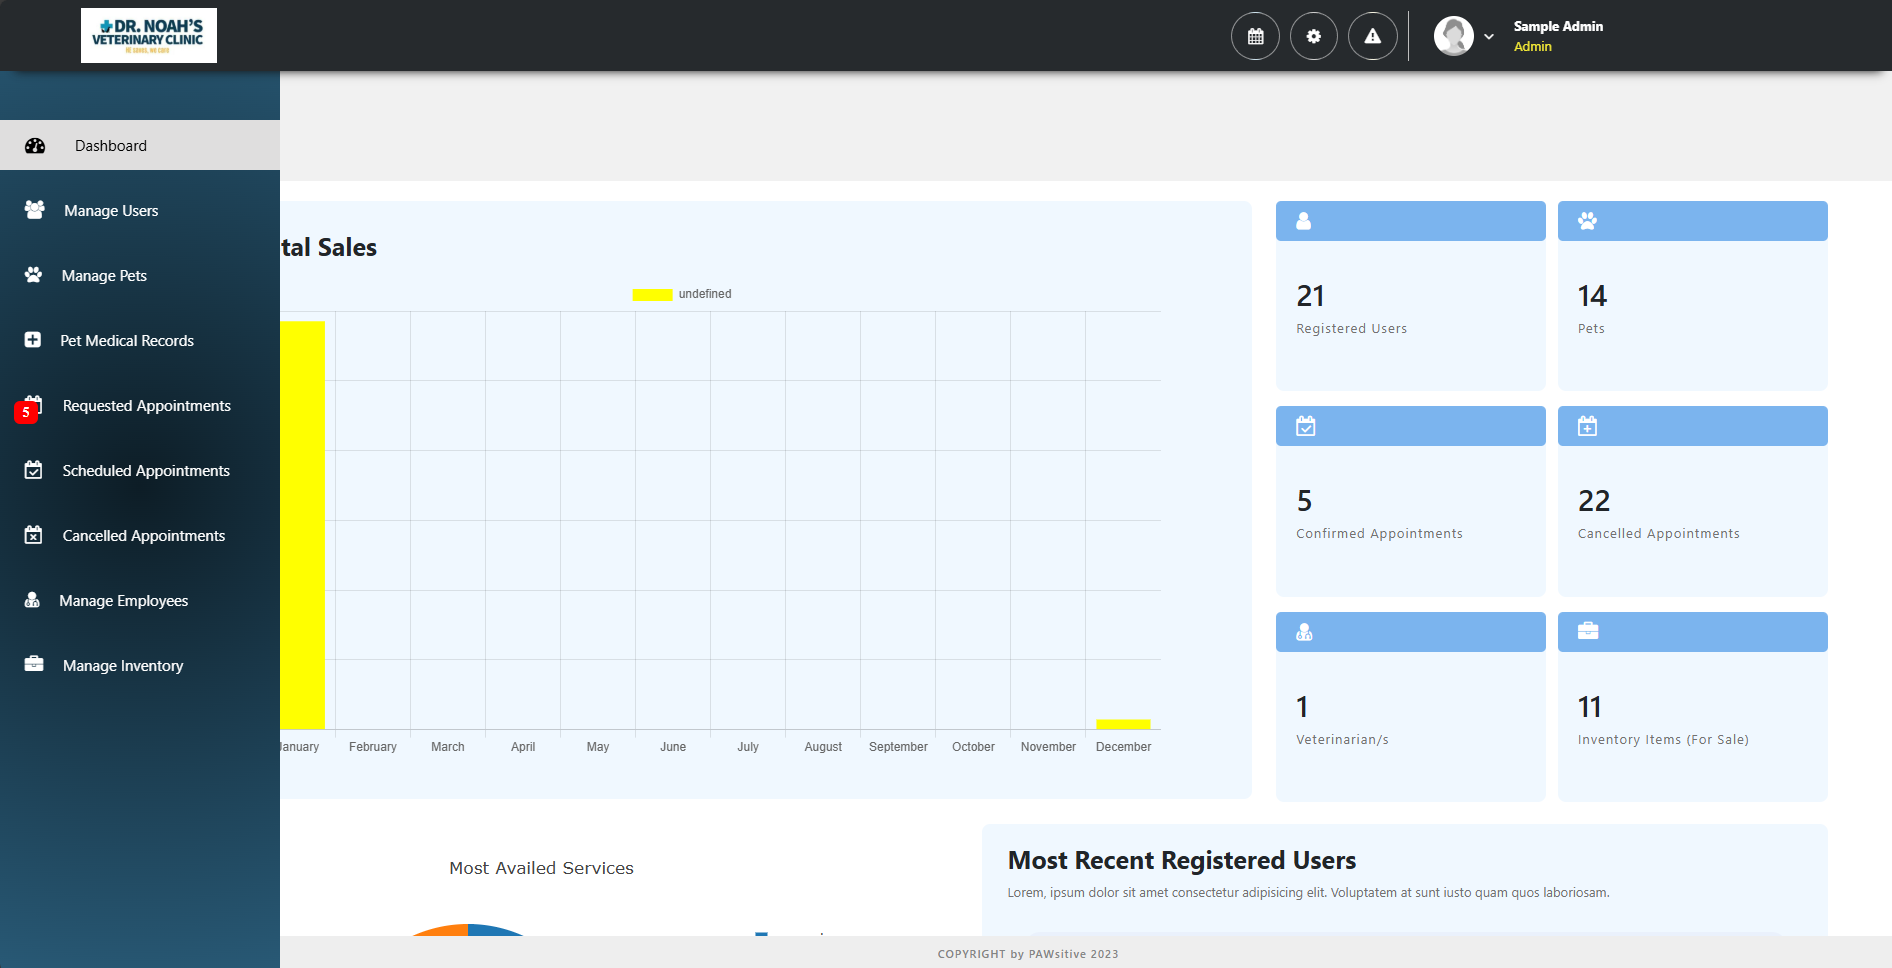 DR. NOAH'S
VETERINARY CLINIC
Sample Admin
Admin
Dashboard
Manage Users
Manage Pets
Pet Medical Records
5
Requested Appointments
Scheduled Appointments
Cancelled Appointments
Manage Employees
Manage Inventory
tal Sales
undefined
January
February
March
April
May
June
July
August
September
October
November
December
21
Registered Users
14
Pets
5
Confirmed Appointments
22
Cancelled Appointments
1
Veterinarian/s
11
Inventory Items (For Sale)
Most Availed Services
Most Recent Registered Users
Lorem, ipsum dolor sit amet consectetur adipisicing elit. Voluptatem at sunt iusto quam quos laboriosam.
COPYRIGHT by PAWsitive 2023